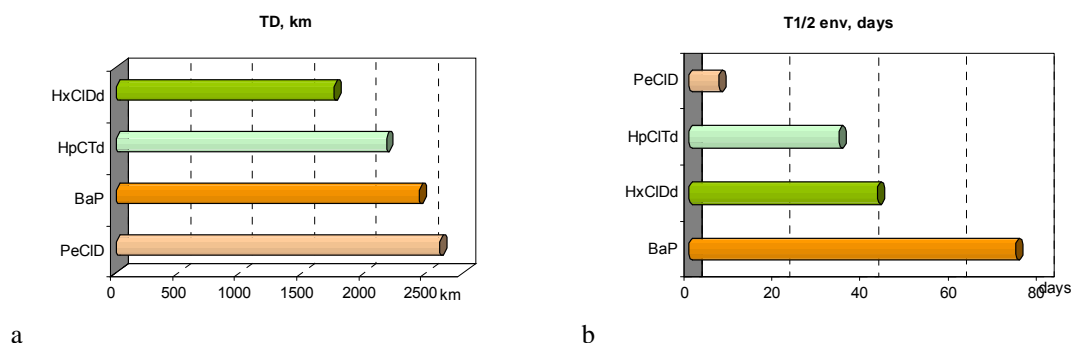 TD, km
HxClDd
HpCTd
BaP
PeClD
0 500 1000 1500 2000 2500 km
a
T1/2 env, days
PeClD
HpClTd
HxClDd
BaP
0 20 40 60 80 days
b